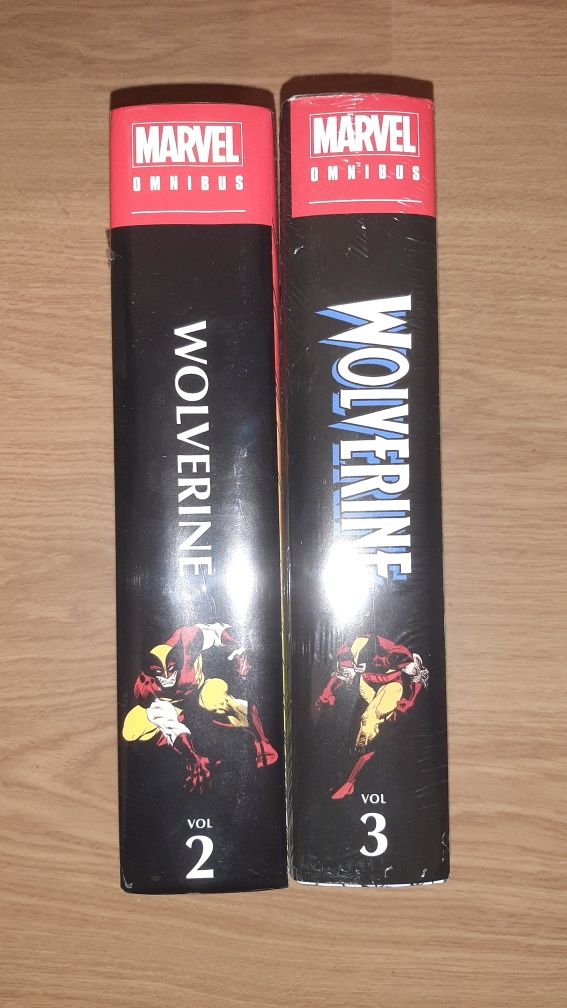 MARVEL
OMNIBUS
WOLVERINE
VOL
2
MARVEL
OMNIBUS
WOLVERINE
VOL
3